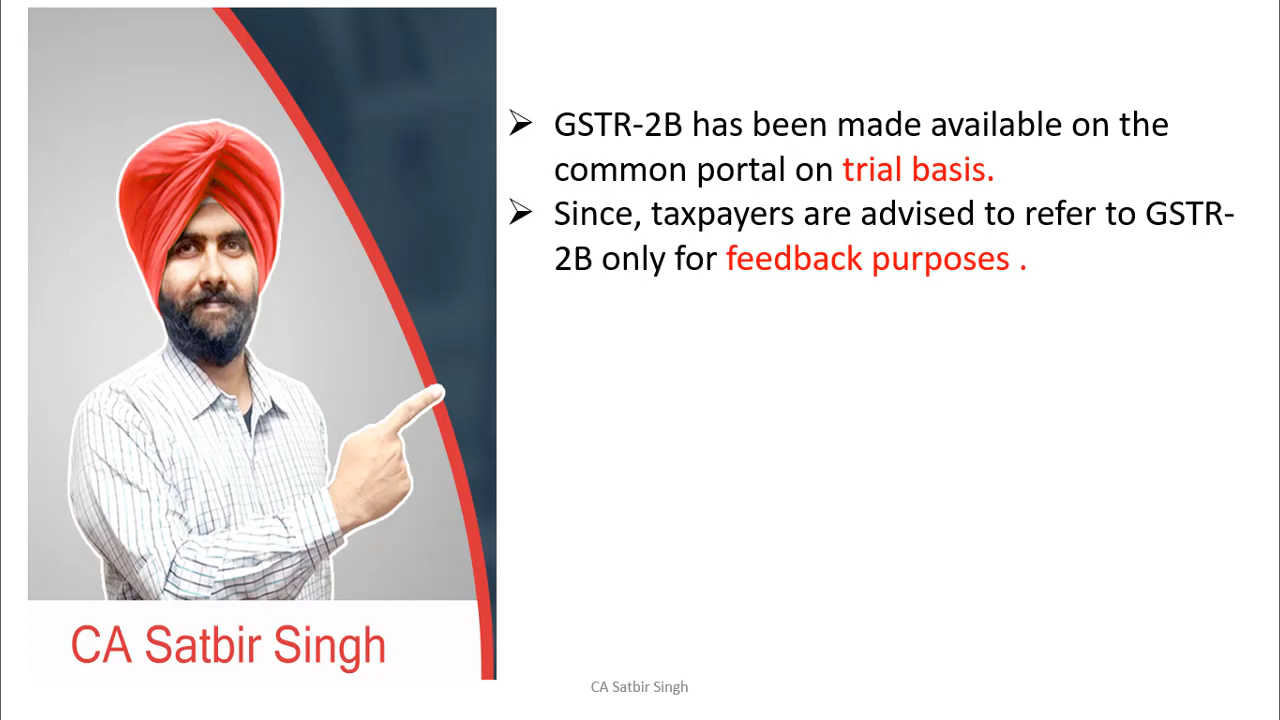 ➢ GSTR-2B has been made available on the
common portal on trial basis.
➢ Since, taxpayers are advised to refer to GSTR-
2B only for feedback purposes .
CA Satbir Singh
CA Satbir Singh